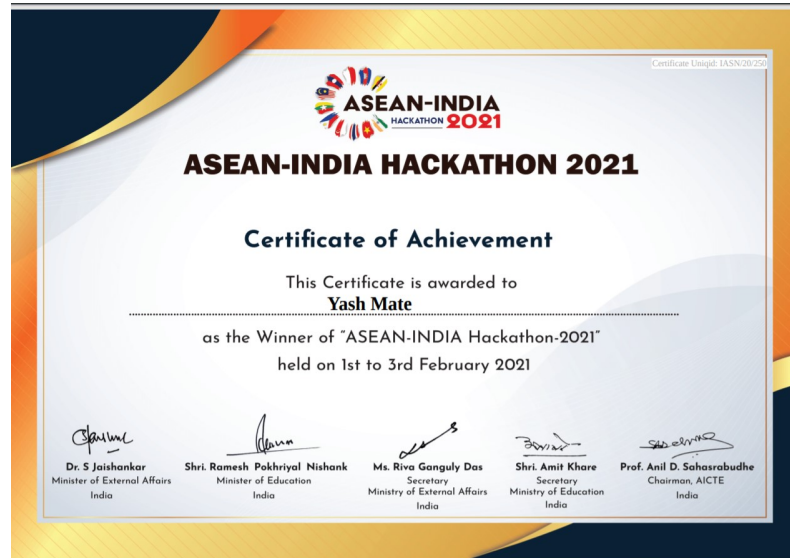 Certificate Uniqid: IASN/20/250
ASEAN-INDIA
HACKATHON 2021
ASEAN-INDIA HACKATHON 2021
Certificate of Achievement
This Certificate is awarded to
Yash Mate
as the Winner of "ASEAN-INDIA Hackathon-2021"
held on 1st to 3rd February 2021
Dr. S Jaishankar
Minister of External Affairs
India
Shri. Ramesh Pokhriyal Nishank
Minister of Education
India
Ms. Riva Ganguly Das
Secretary
Ministry of External Affairs
India
Shri. Amit Khare
Secretary
Ministry of Education
India
Prof. Anil D. Sahasrabudhe
Chairman, AICTE
India